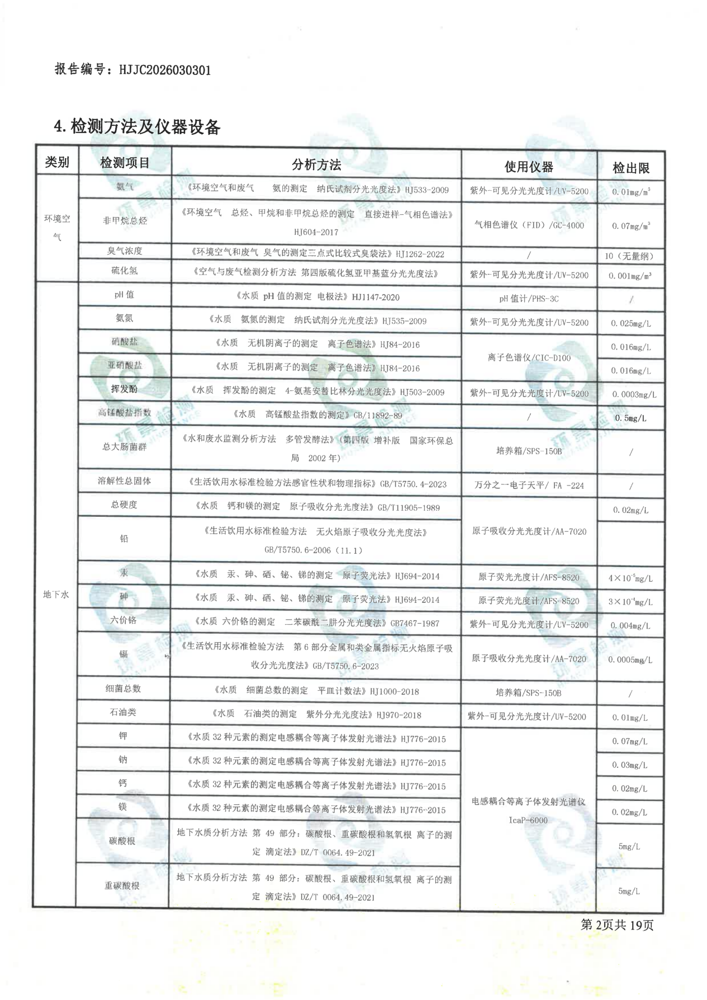 报告编号：HJJC2026030301
4.检测方法及仪器设备
类别 检测项目 分析方法 使用仪器 检出限
环境空气
氨气 《环境空气和废气 氨的测定 纳氏试剂分光光度法》HJ533-2009 紫外-可见分光光度计/UV-5200 0.01mg/m³
非甲烷总烃 《环境空气 总烃、甲烷和非甲烷总烃的测定 直接进样-气相色谱法》
HJ604-2017 气相色谱仪（FID）/GC-4000 0.07mg/m³
臭气浓度 《环境空气和废气 臭气的测定三点式比较式臭袋法》HJ1262-2022 / 10（无量纲）
硫化氢 《空气与废气检测分析方法 第四版硫化氢亚甲基蓝分光光度法》 紫外-可见分光光度计/UV-5200 0.001mg/m³
地下水
pH 值 《水质 pH 值的测定 电极法》HJ1147-2020 pH 值计/PHS-3C /
氨氮 《水质 氨氮的测定 纳氏试剂分光光度法》HJ535-2009 紫外-可见分光光度计/UV-5200 0.025mg/L
硝酸盐 《水质 无机阴离子的测定 离子色谱法》HJ84-2016 离子色谱仪/CIC-D100 0.016mg/L
亚硝酸盐 《水质 无机阴离子的测定 离子色谱法》HJ84-2016 0.016mg/L
挥发酚 《水质 挥发酚的测定 4-氨基安替比林分光光度法》HJ503-2009 紫外-可见分光光度计/UV-5200 0.0003mg/L
高锰酸盐指数 《水质 高锰酸盐指数的测定》GB/11892-89 / 0.5mg/L
总大肠菌群 《水和废水监测分析方法 多管发酵法》（第四版 增补版 国家环保总
局 2002 年） 培养箱/SPS-150B /
溶解性总固体 《生活饮用水标准检验方法感官性状和物理指标》GB/T5750.4-2023 万分之一电子天平/ FA -224 /
总硬度 《水质 钙和镁的测定 原子吸收分光光度法》GB/T11905-1989 原子吸收分光光度计/AA-7020 0.02mg/L
铅 《生活饮用水标准检验方法 无火焰原子吸收分光光度法》
GB/T5750.6-2006（11.1）
汞 《水质 汞、砷、硒、铋、锑的测定 原子荧光法》HJ694-2014 原子荧光光度计/AFS-8520 4×10⁻⁵mg/L
砷 《水质 汞、砷、硒、铋、锑的测定 原子荧光法》HJ694-2014 原子荧光光度计/AFS-8520 3×10⁻⁴mg/L
六价铬 《水质 六价铬的测定 二苯碳酰二肼分光光度法》GB7467-1987 紫外-可见分光光度计/UV-5200 0.004mg/L
镉 《生活饮用水标准检验方法 第 6 部分金属和类金属指标无火焰原子吸
收分光光度法》GB/T5750.6-2023 原子吸收分光光度计/AA-7020 0.0005mg/L
细菌总数 《水质 细菌总数的测定 平皿计数法》HJ1000-2018 培养箱/SPS-150B /
石油类 《水质 石油类的测定 紫外分光光度法》HJ970-2018 紫外-可见分光光度计/UV-5200 0.01mg/L
钾 《水质 32 种元素的测定电感耦合等离子体发射光谱法》HJ776-2015 0.07mg/L
钠 《水质 32 种元素的测定电感耦合等离子体发射光谱法》HJ776-2015 0.03mg/L
钙 《水质 32 种元素的测定电感耦合等离子体发射光谱法》HJ776-2015 0.02mg/L
镁 《水质 32 种元素的测定电感耦合等离子体发射光谱法》HJ776-2015 0.02mg/L
电感耦合等离子体发射光谱仪
IcaP-6000
碳酸根 地下水质分析方法 第 49 部分：碳酸根、重碳酸根和氢氧根 离子的测
定 滴定法》DZ/T 0064.49-2021 5mg/L
重碳酸根 地下水质分析方法 第 49 部分：碳酸根、重碳酸根和氢氧根 离子的测
定 滴定法》DZ/T 0064.49-2021 5mg/L
第 2页共 19页